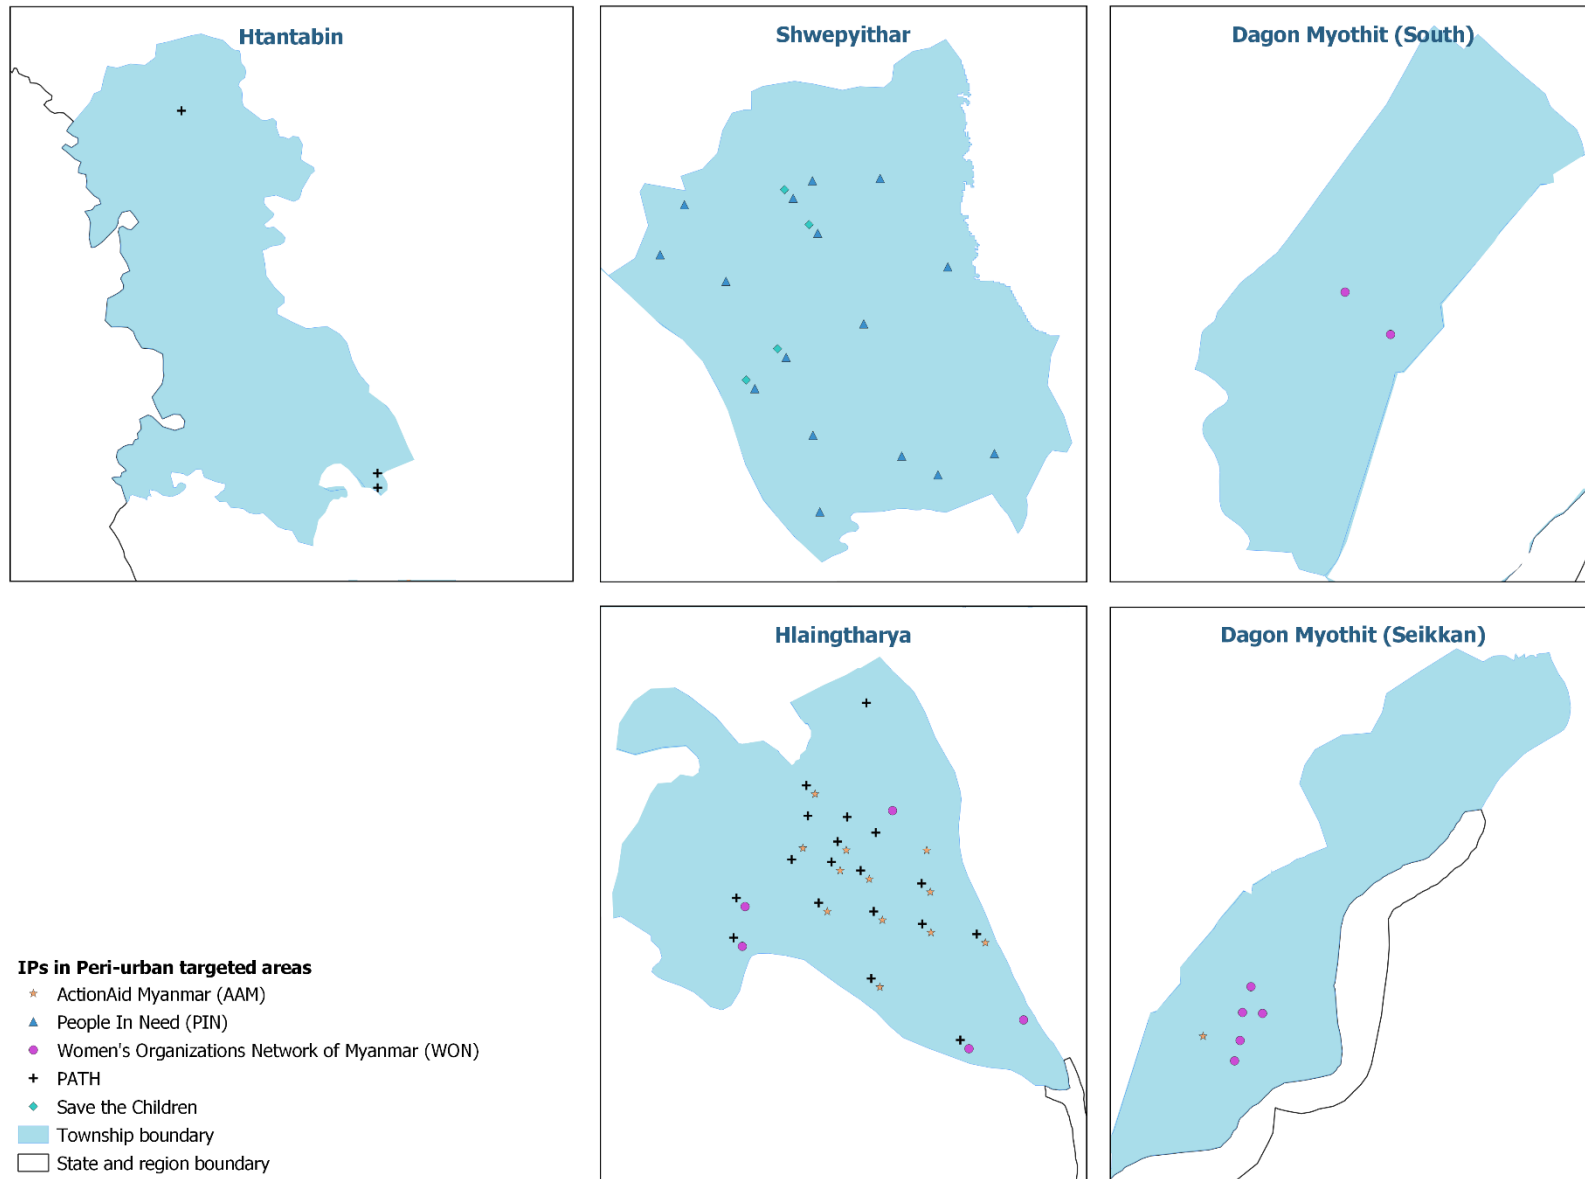 Htantabin
Shwepyithar
Dagon Myothit (South)
Hlaingtharya
Dagon Myothit (Seikkan)
IPs in Peri-urban targeted areas
ActionAid Myanmar (AAM)
People In Need (PIN)
Women's Organizations Network of Myanmar (WON)
PATH
Save the Children
Township boundary
State and region boundary